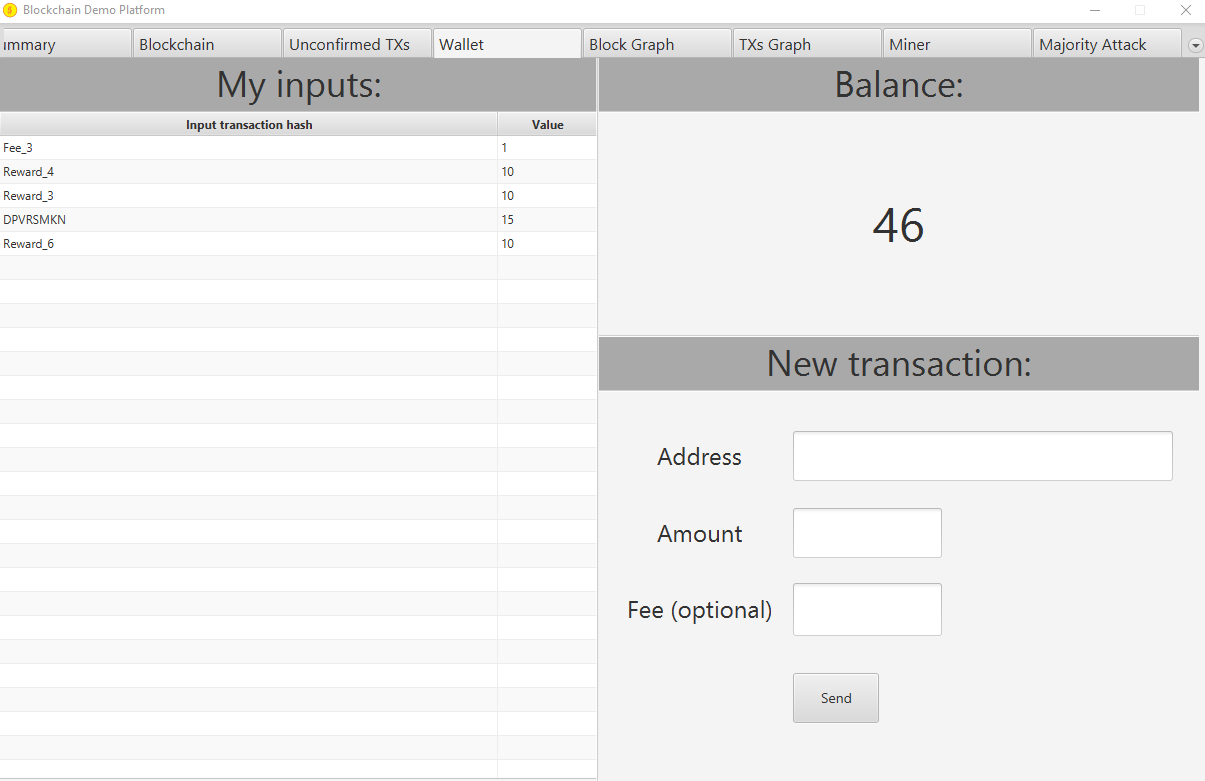 Blockchain Demo Platform
ummary Blockchain Unconfirmed TXs Wallet Block Graph TXs Graph Miner Majority Attack
My inputs:
Input transaction hash Value
Fee_3 1
Reward_4 10
Reward_3 10
DPVRSMKN 15
Reward_6 10
Balance:
46
New transaction:
Address
Amount
Fee (optional)
Send